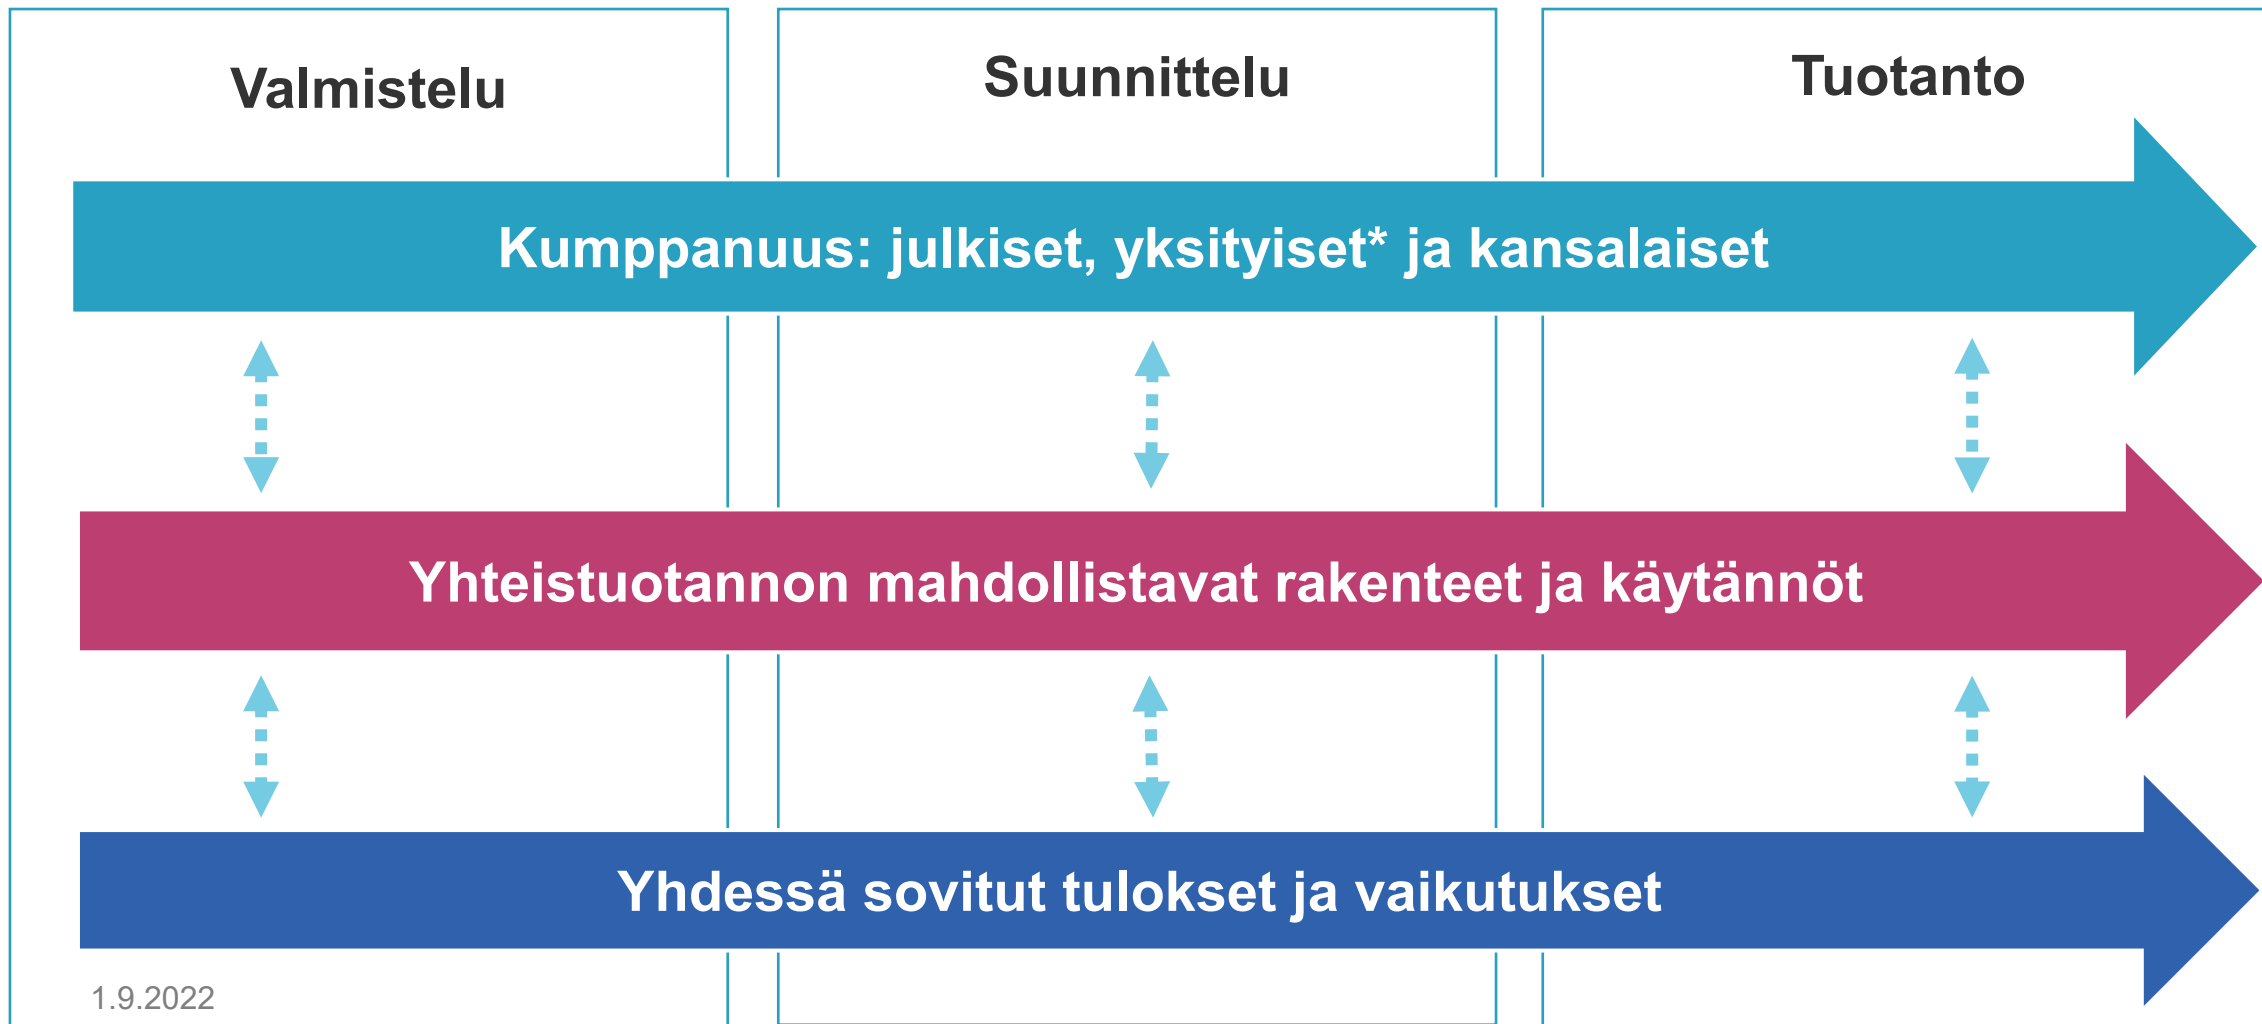 Valmistelu
Suunnittelu
Tuotanto
Kumppanuus: julkiset, yksityiset* ja kansalaiset
Yhteistuotannon mahdollistavat rakenteet ja käytännöt
Yhdessä sovitut tulokset ja vaikutukset
1.9.2022